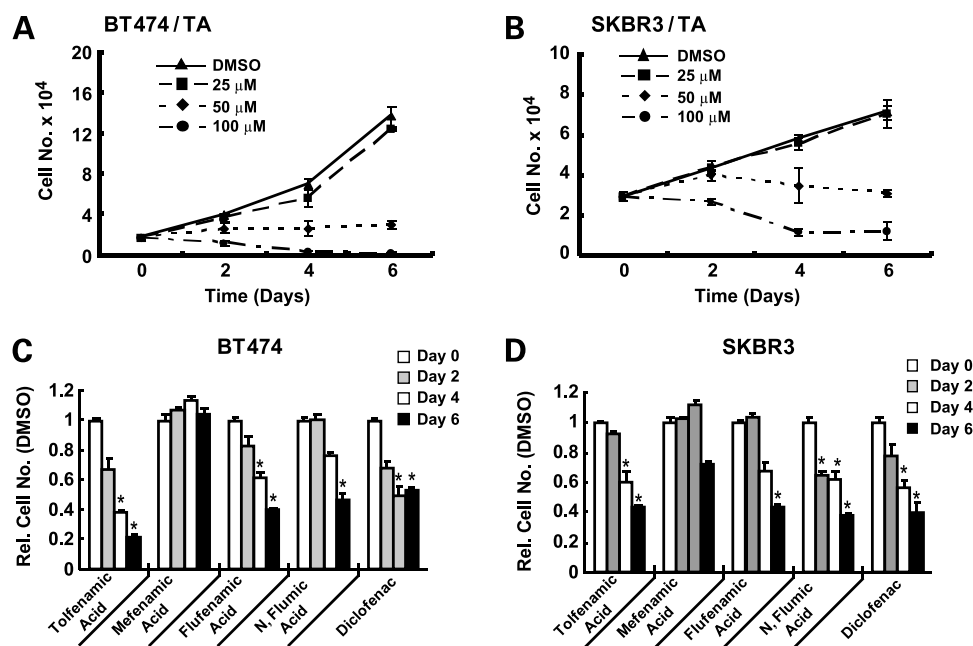 A BT474 / TA
Cell No. x 10⁴
20
16
12
8
4
0
DMSO
25 µM
50 µM
100 µM
0 2 4 6
Time (Days)
B SKBR3 / TA
Cell No. x 10⁴
10
8
6
4
2
0
DMSO
25 µM
50 µM
100 µM
0 2 4 6
Time (Days)
C BT474
Rel. Cell No. (DMSO)
1.2
1
0.8
0.6
0.4
0.2
0
Day 0
Day 2
Day 4
Day 6
* * * * * * *
Tolfenamic
Acid
Mefenamic
Acid
Flufenamic
Acid
N, Flumic
Acid
Diclofenac
D SKBR3
Rel. Cell No. (DMSO)
1.2
1
0.8
0.6
0.4
0.2
0
Day 0
Day 2
Day 4
Day 6
* * * * * * * *
Tolfenamic
Acid
Mefenamic
Acid
Flufenamic
Acid
N, Flumic
Acid
Diclofenac